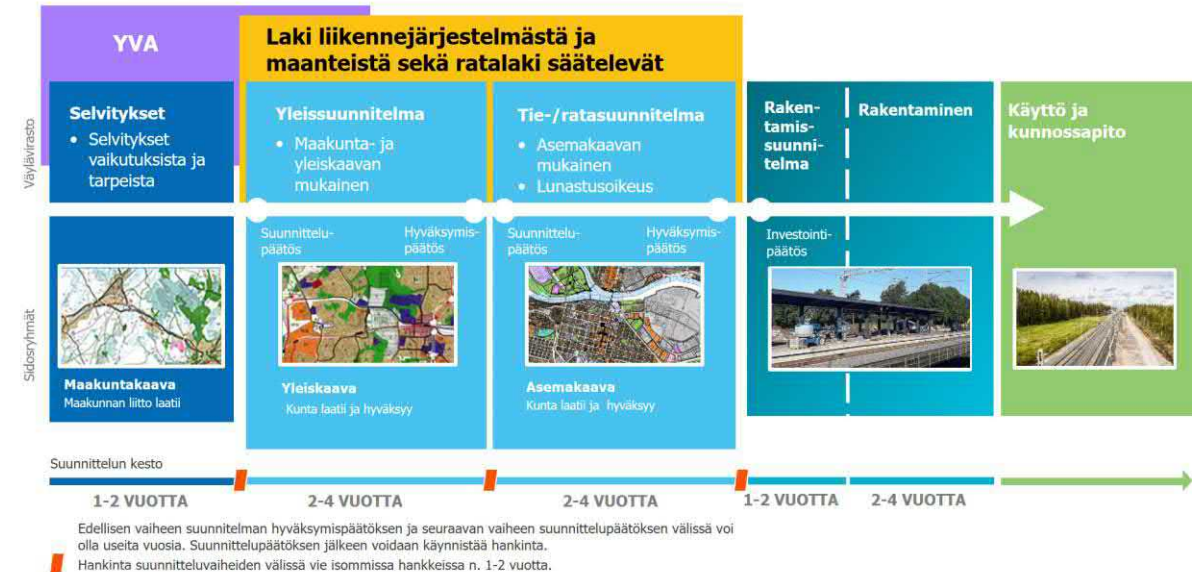 YVA
Laki liikennejärjestelmästä ja
maanteistä sekä ratalaki säätelevät
Väylävirasto
Selvitykset
• Selvitykset
vaikutuksista ja
tarpeista
Yleissuunnitelma
• Maakunta- ja
yleiskaavan
mukainen
Tie-/ratasuunnitelma
• Asemakaavan
mukainen
• Lunastusoikeus
Raken-
tamis-
suunni-
telma
Rakentaminen
Käyttö ja
kunnossapito
Sidosryhmät
Suunnittelu-
päätös
Hyväksymis-
päätös
Suunnittelu-
päätös
Hyväksymis-
päätös
Investointi-
päätös
Maakuntakaava
Maakunnan liitto laatii
Yleiskaava
Kunta laatii ja hyväksyy
Asemakaava
Kunta laatii ja hyväksyy
Suunnittelun kesto
1-2 VUOTTA
2-4 VUOTTA
2-4 VUOTTA
1-2 VUOTTA
2-4 VUOTTA
Edellisen vaiheen suunnitelman hyväksymispäätöksen ja seuraavan vaiheen suunnittelupäätöksen välissä voi
olla useita vuosia. Suunnittelupäätöksen jälkeen voidaan käynnistää hankinta.
Hankinta suunnitteluvaiheiden välissä vie isommissa hankkeissa n. 1-2 vuotta.